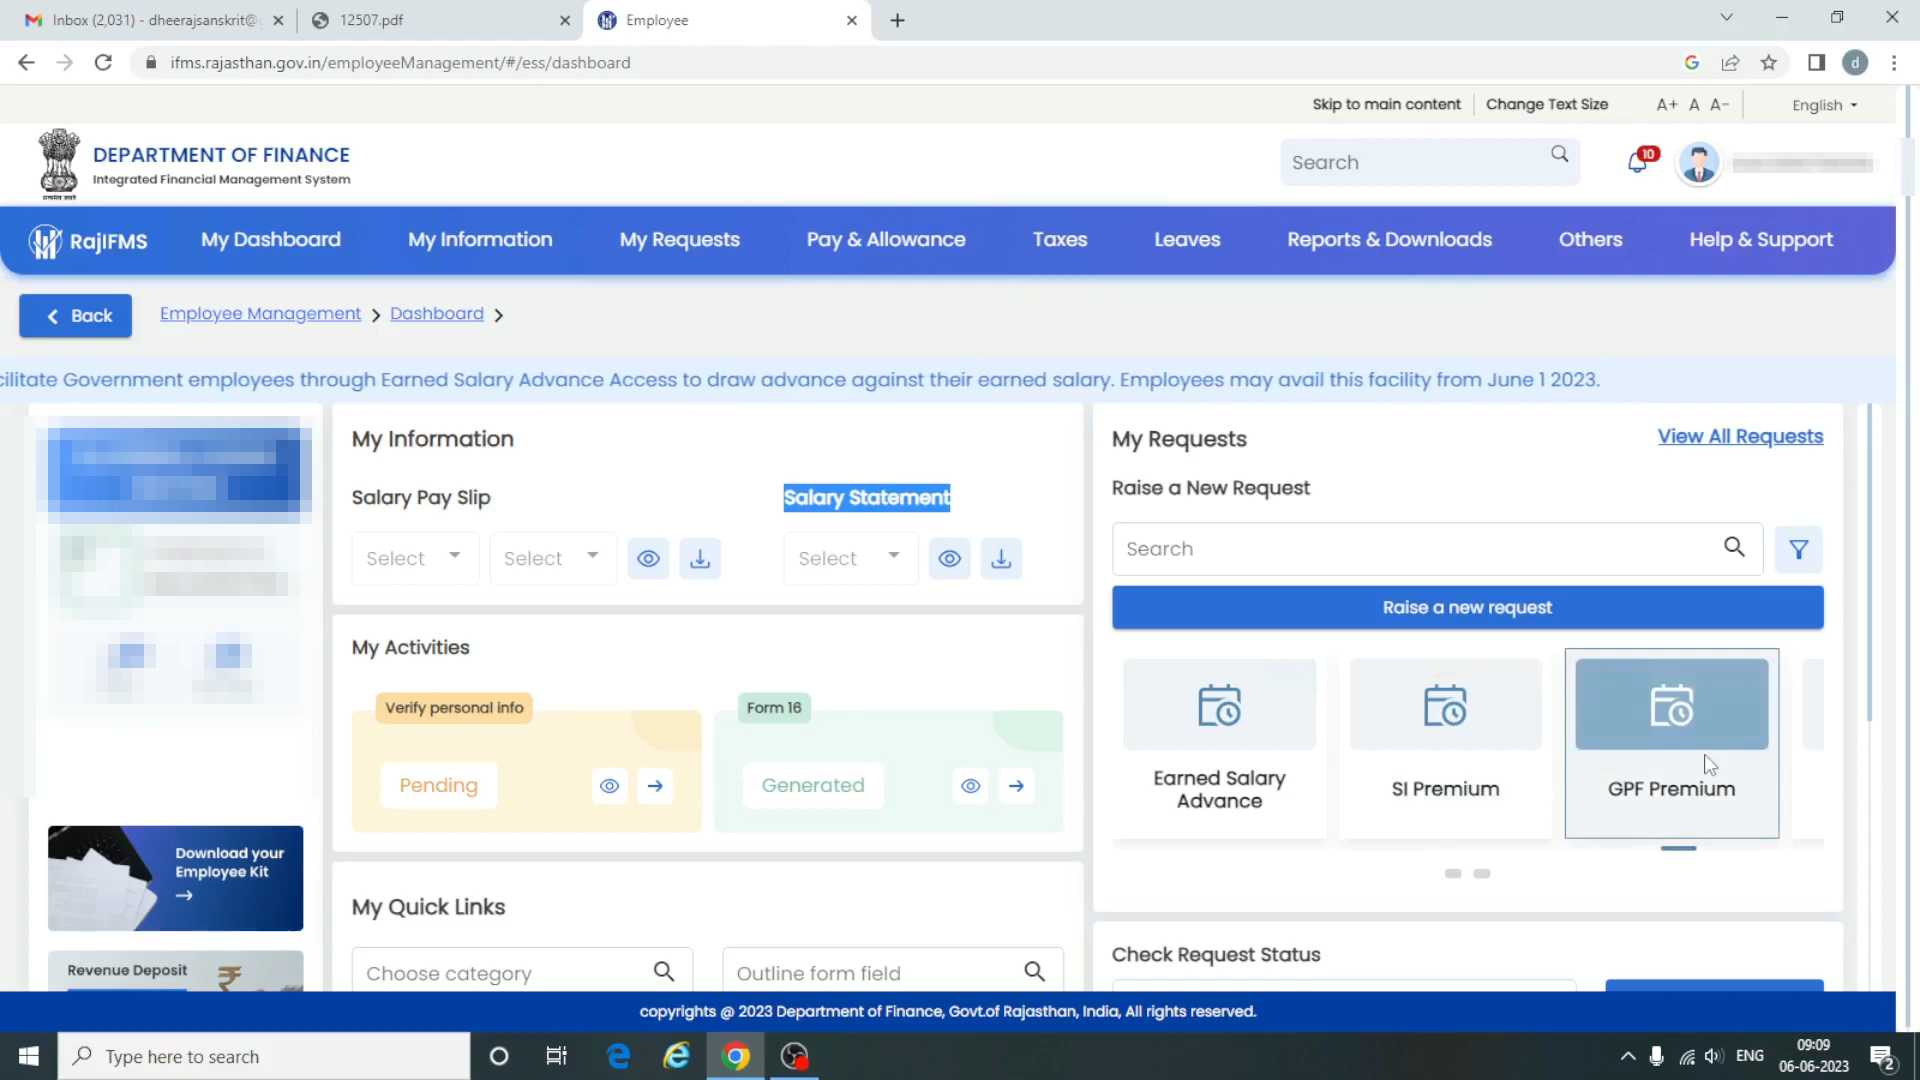 Inbox (2,031) - dheerajsanskrit@
12507.pdf
Employee
ifms.rajasthan.gov.in/employeeManagement/#/ess/dashboard
d
Skip to main content
Change Text Size
A+ A A-
English
DEPARTMENT OF FINANCE
Integrated Financial Management System
Search
10
RajIFMS
My Dashboard
My Information
My Requests
Pay & Allowance
Taxes
Leaves
Reports & Downloads
Others
Help & Support
Back
Employee Management
Dashboard
cilitate Government employees through Earned Salary Advance Access to draw advance against their earned salary. Employees may avail this facility from June 1 2023.
My Information
Salary Pay Slip
Salary Statement
Select
Select
Select
My Activities
Verify personal info
Pending
Form 16
Generated
My Quick Links
Choose category
Outline form field
My Requests
View All Requests
Raise a New Request
Search
Raise a new request
Earned Salary
Advance
SI Premium
GPF Premium
Check Request Status
Download your
Employee Kit
Revenue Deposit
copyrights @ 2023 Department of Finance, Govt.of Rajasthan, India, All rights reserved.
Type here to search
ENG
09:09
06-06-2023
2